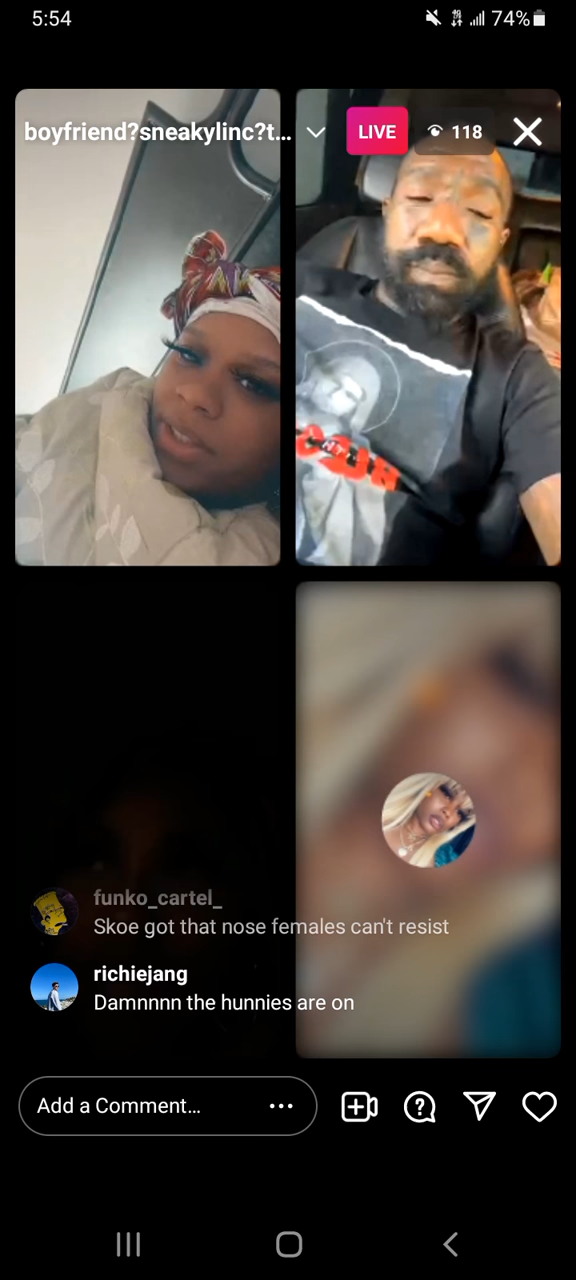 5:54
74%
boyfriend?sneakylinc?t...
LIVE
118
funko_cartel_
Skoe got that nose females can't resist
richiejang
Damnnnn the hunnies are on
Add a Comment...